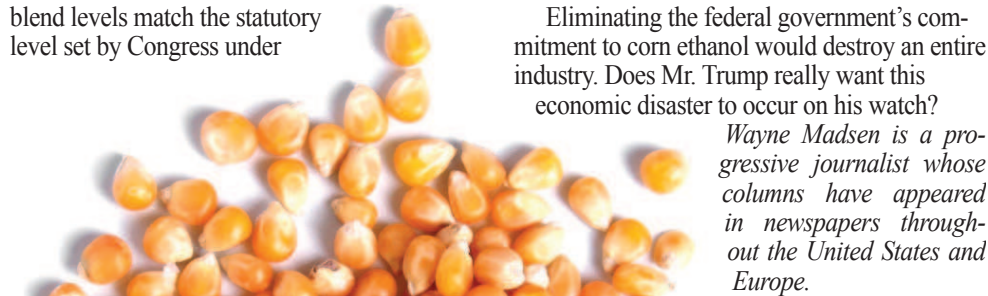 blend levels match the statutory
level set by Congress under
Eliminating the federal government’s com-
mitment to corn ethanol would destroy an entire
industry. Does Mr. Trump really want this
economic disaster to occur on his watch?
Wayne Madsen is a pro-
gressive journalist whose
columns have appeared
in newspapers through-
out the United States and
Europe.